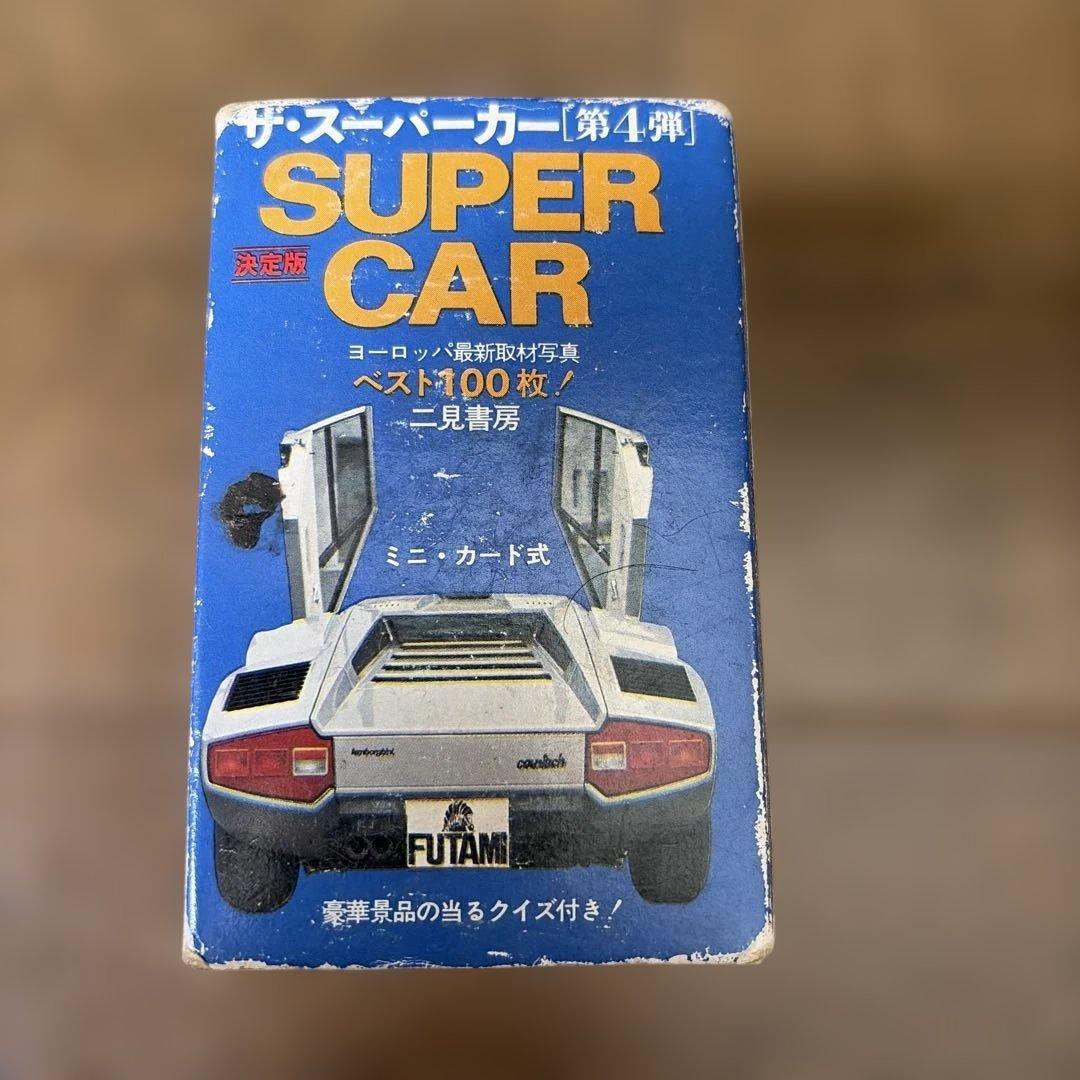 ザ・スーパーカー[第4弾]
SUPER
CAR
決定版
ヨーロッパ最新取材写真
ベスト100枚!
二見書房
ミニ・カード式
lamborghini
countach
FUTAMI
豪華景品の当るクイズ付き!